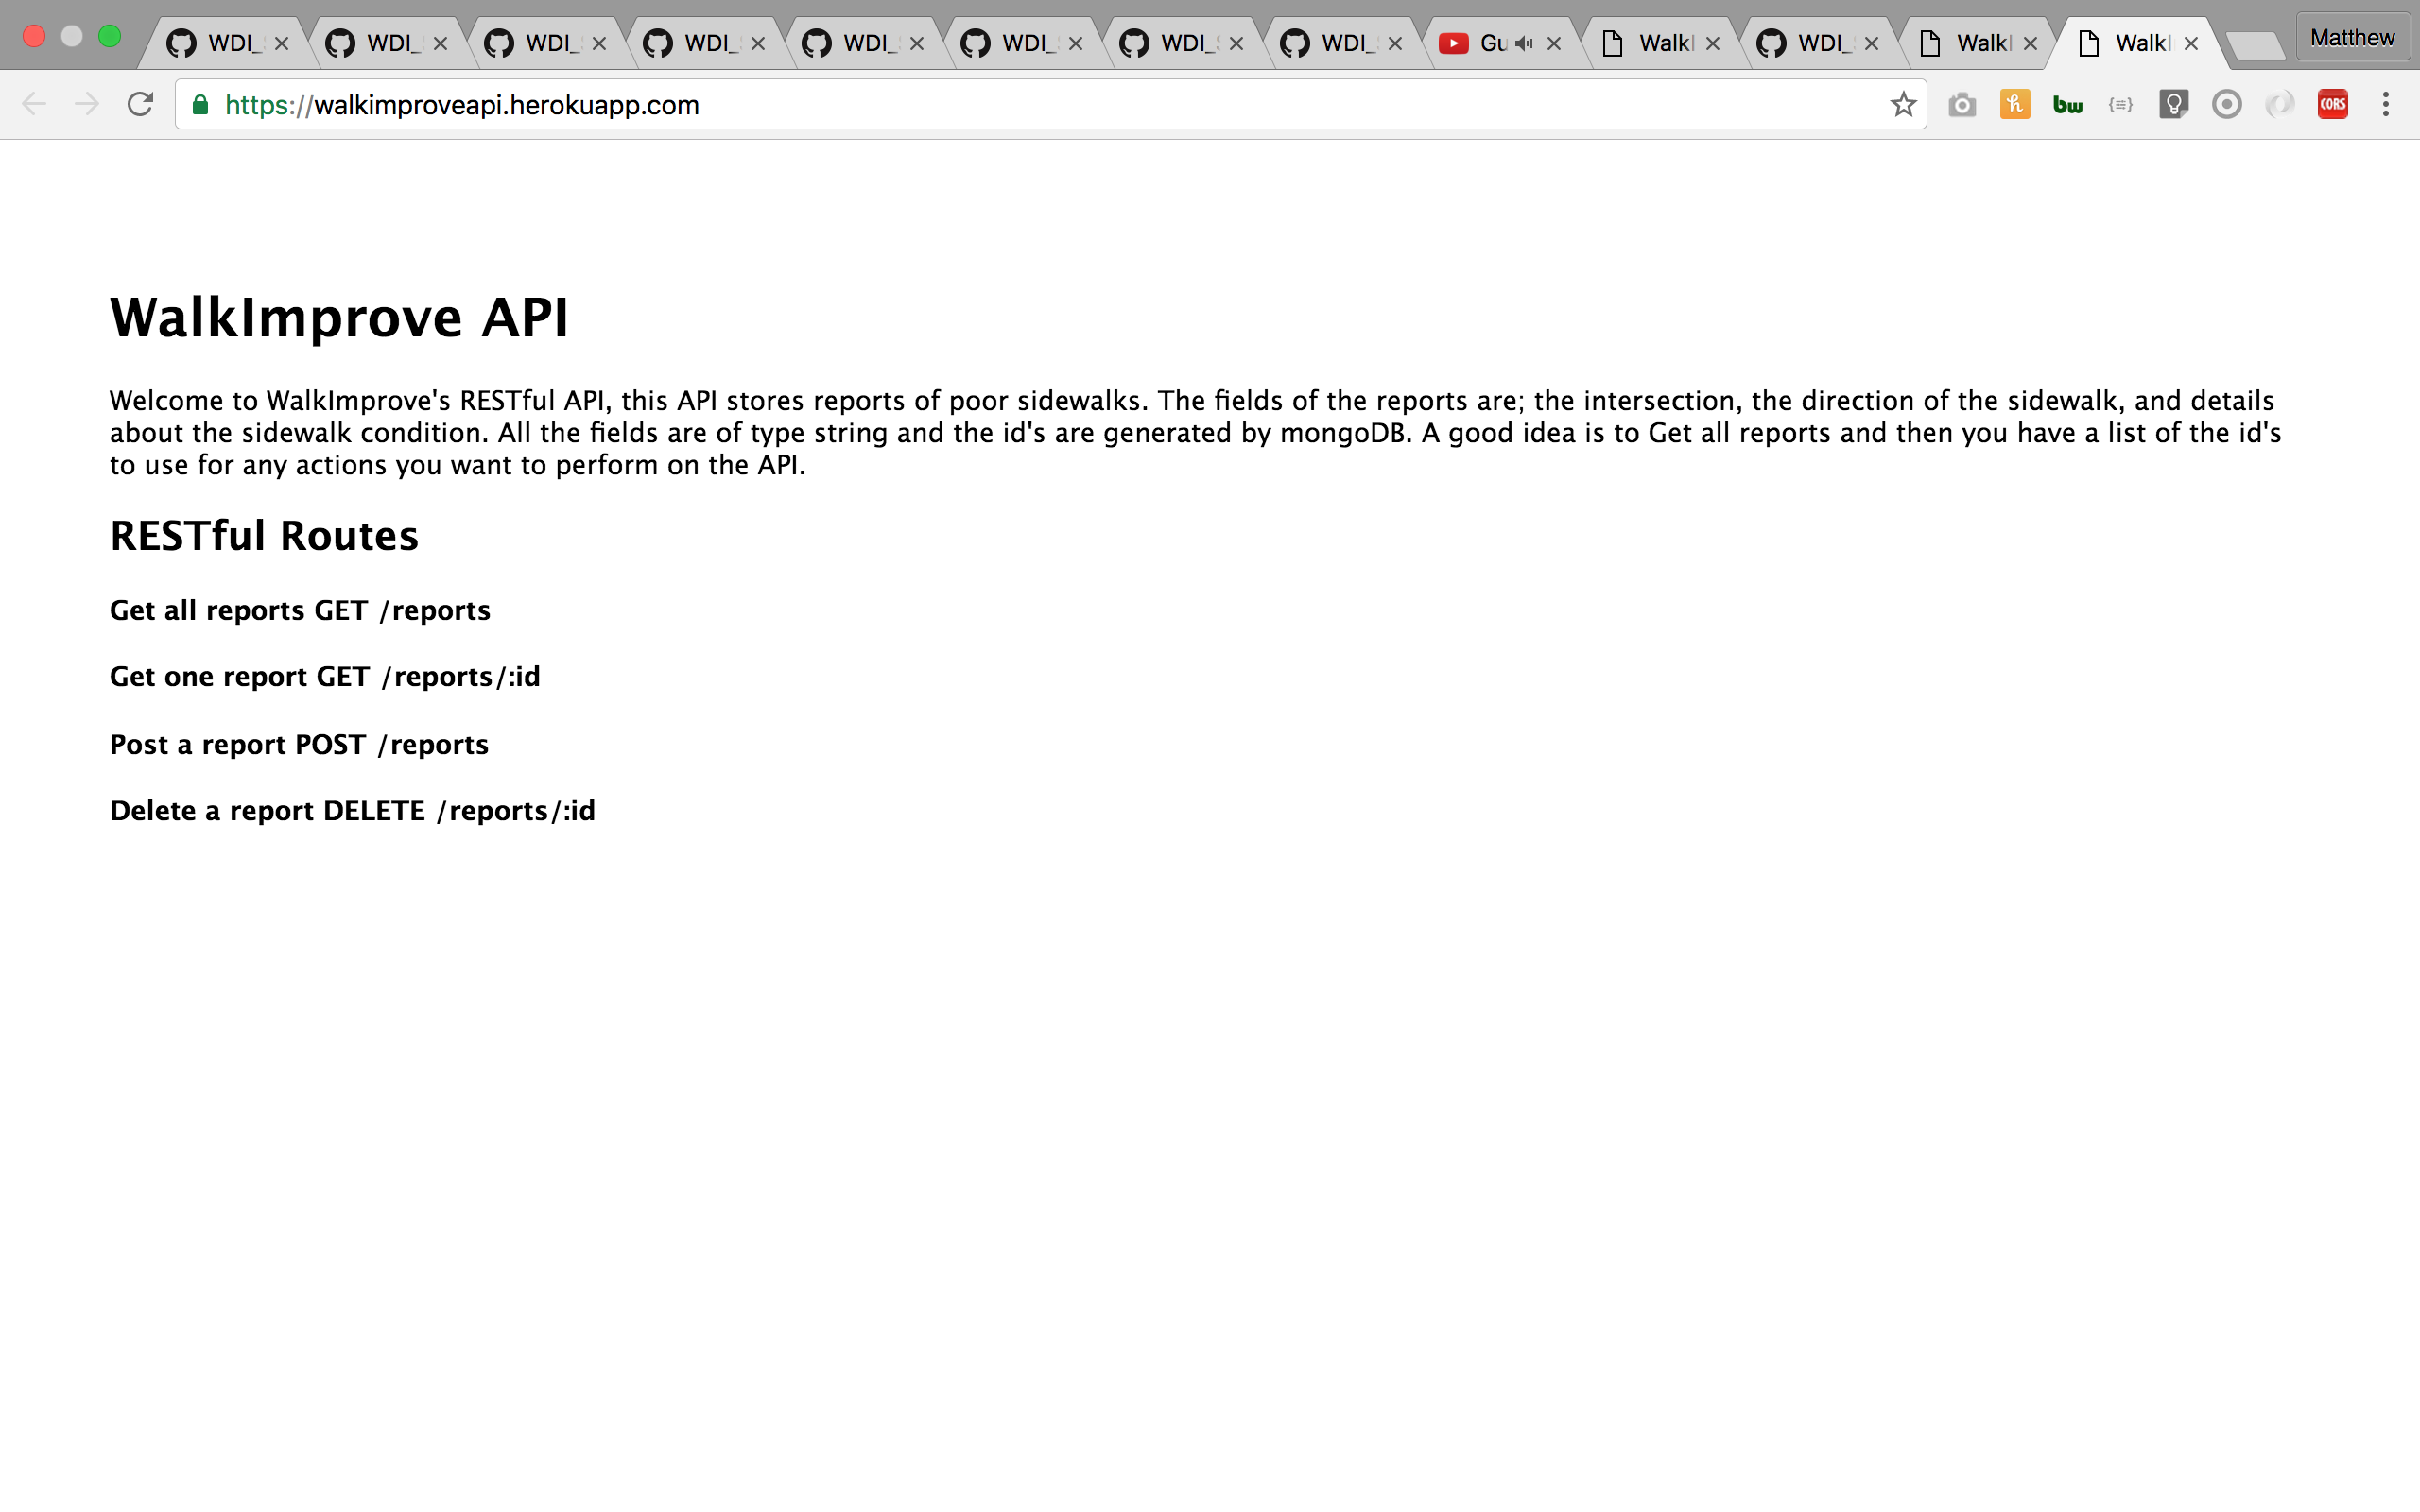 WDI_ WDI_ WDI_ WDI_ WDI_ WDI_ WDI_ WDI_ Gu WalkI WDI_ WalkI WalkI Matthew
https://walkimproveapi.herokuapp.com h bw {=} CORS
WalkImprove API
Welcome to WalkImprove's RESTful API, this API stores reports of poor sidewalks. The fields of the reports are; the intersection, the direction of the sidewalk, and details
about the sidewalk condition. All the fields are of type string and the id's are generated by mongoDB. A good idea is to Get all reports and then you have a list of the id's
to use for any actions you want to perform on the API.
RESTful Routes
Get all reports GET /reports
Get one report GET /reports/:id
Post a report POST /reports
Delete a report DELETE /reports/:id